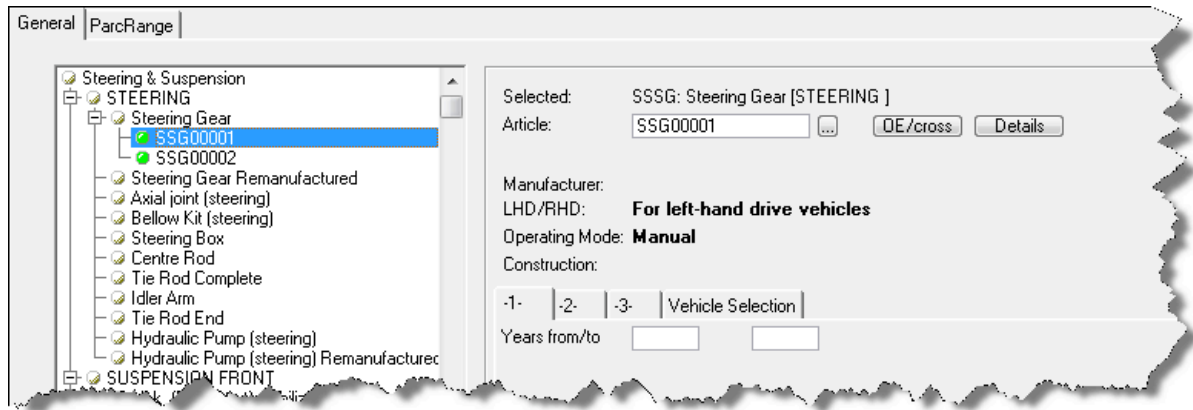 General ParcRange
Steering & Suspension
STEERING
Steering Gear
SSG00001
SSG00002
Steering Gear Remanufactured
Axial joint (steering)
Bellow Kit (steering)
Steering Box
Centre Rod
Tie Rod Complete
Idler Arm
Tie Rod End
Hydraulic Pump (steering)
Hydraulic Pump (steering) Remanufactured
SUSPENSION FRONT
Selected: SSSG: Steering Gear [STEERING ]
Article: SSG00001 ... OE/cross Details
Manufacturer:
LHD/RHD: For left-hand drive vehicles
Operating Mode: Manual
Construction:
-1- -2- -3- Vehicle Selection
Years from/to